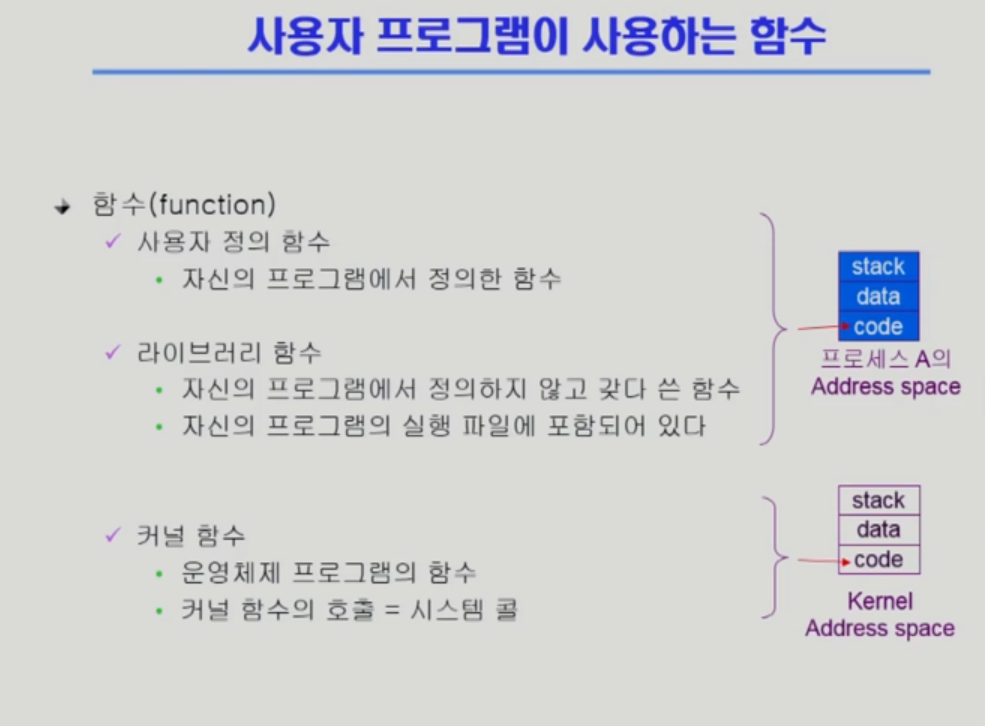 사용자 프로그램이 사용하는 함수
함수(function)
사용자 정의 함수
자신의 프로그램에서 정의한 함수
라이브러리 함수
자신의 프로그램에서 정의하지 않고 갖다 쓴 함수
자신의 프로그램의 실행 파일에 포함되어 있다
stack
data
code
프로세스 A의
Address space
커널 함수
운영체제 프로그램의 함수
커널 함수의 호출 = 시스템 콜
stack
data
code
Kernel
Address space